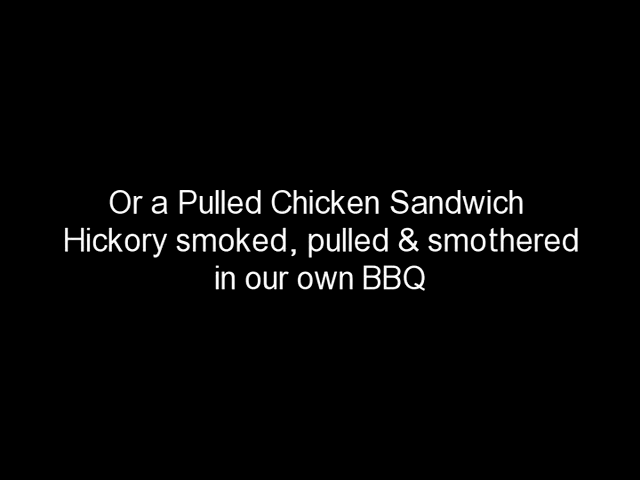 Or a Pulled Chicken Sandwich
Hickory smoked, pulled & smothered
in our own BBQ